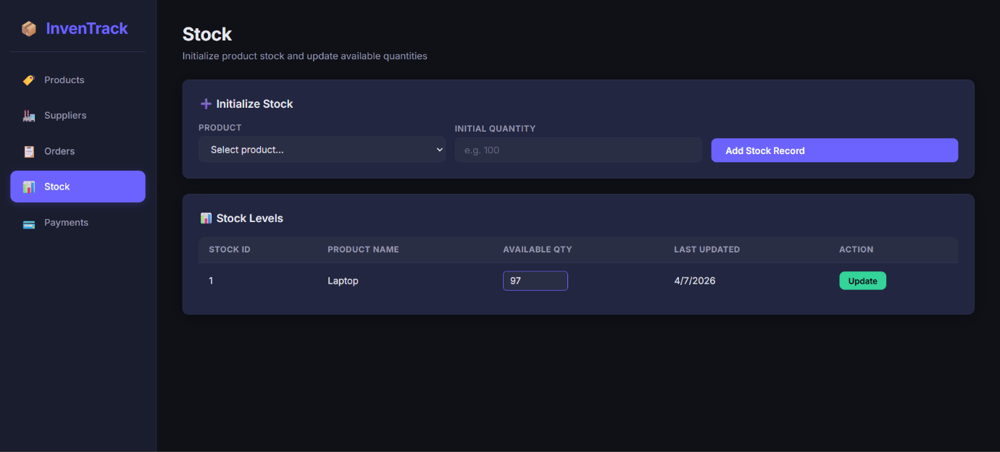 InvenTrack
Products
Suppliers
Orders
Stock
Payments
Stock
Initialize product stock and update available quantities
Initialize Stock
PRODUCT
Select product...
INITIAL QUANTITY
e.g. 100
Add Stock Record
Stock Levels
STOCK ID PRODUCT NAME AVAILABLE QTY LAST UPDATED ACTION
1 Laptop 97 4/7/2026 Update